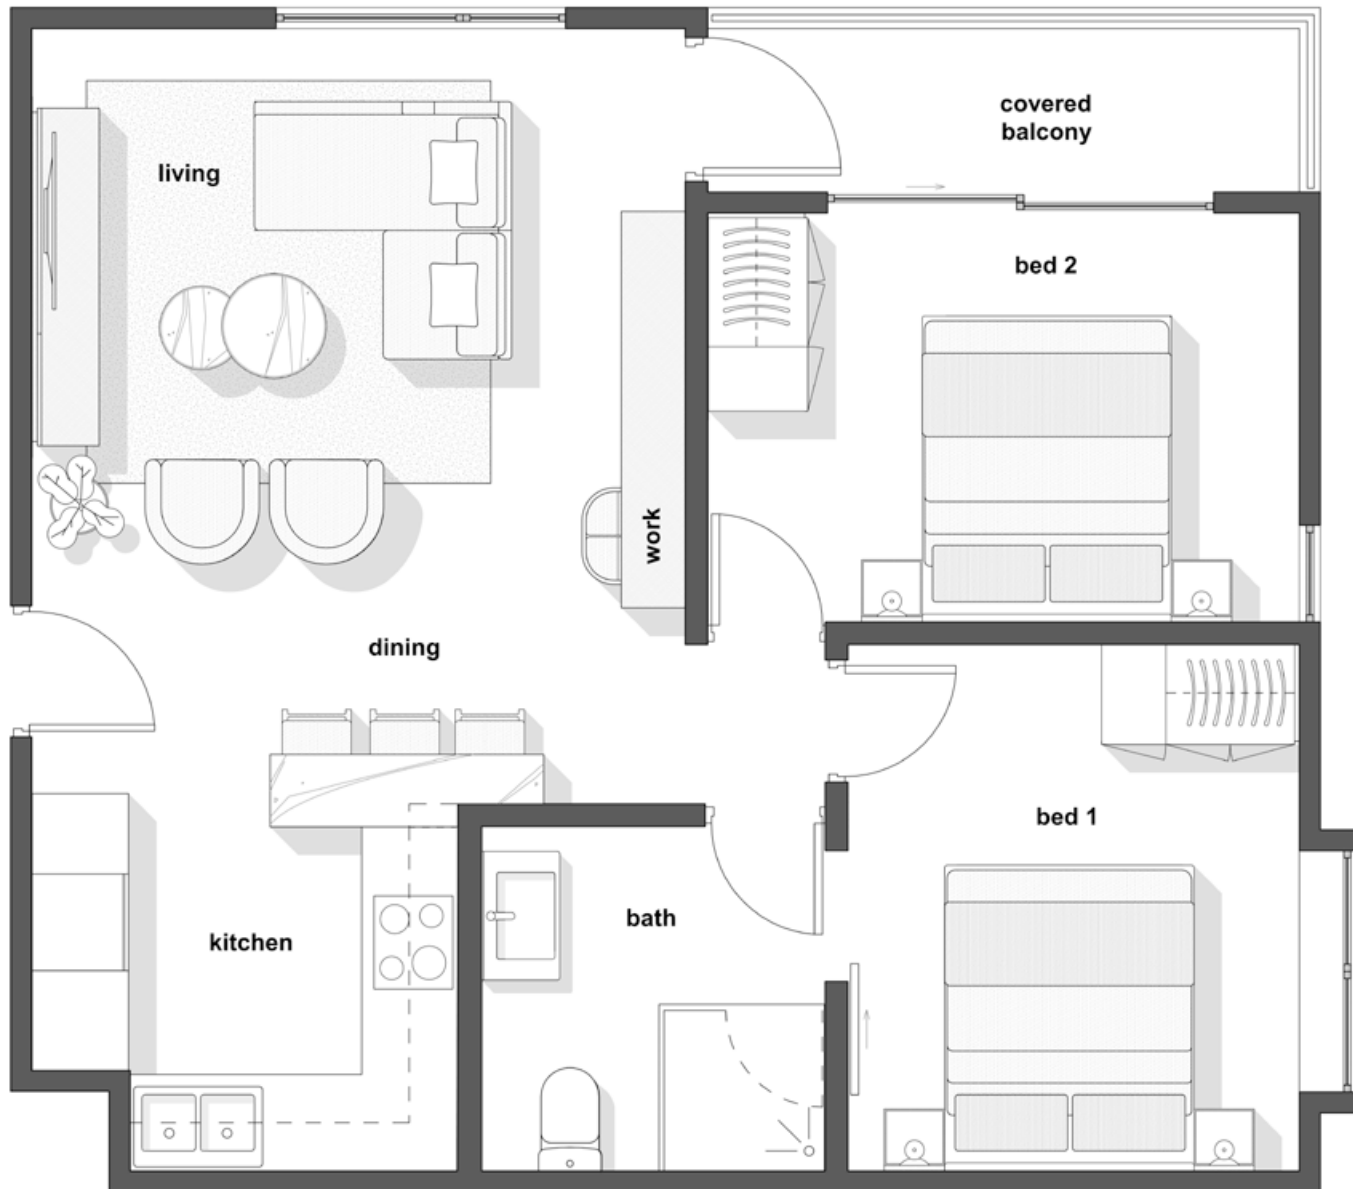 covered
balcony
living
bed 2
work
dining
bed 1
bath
kitchen